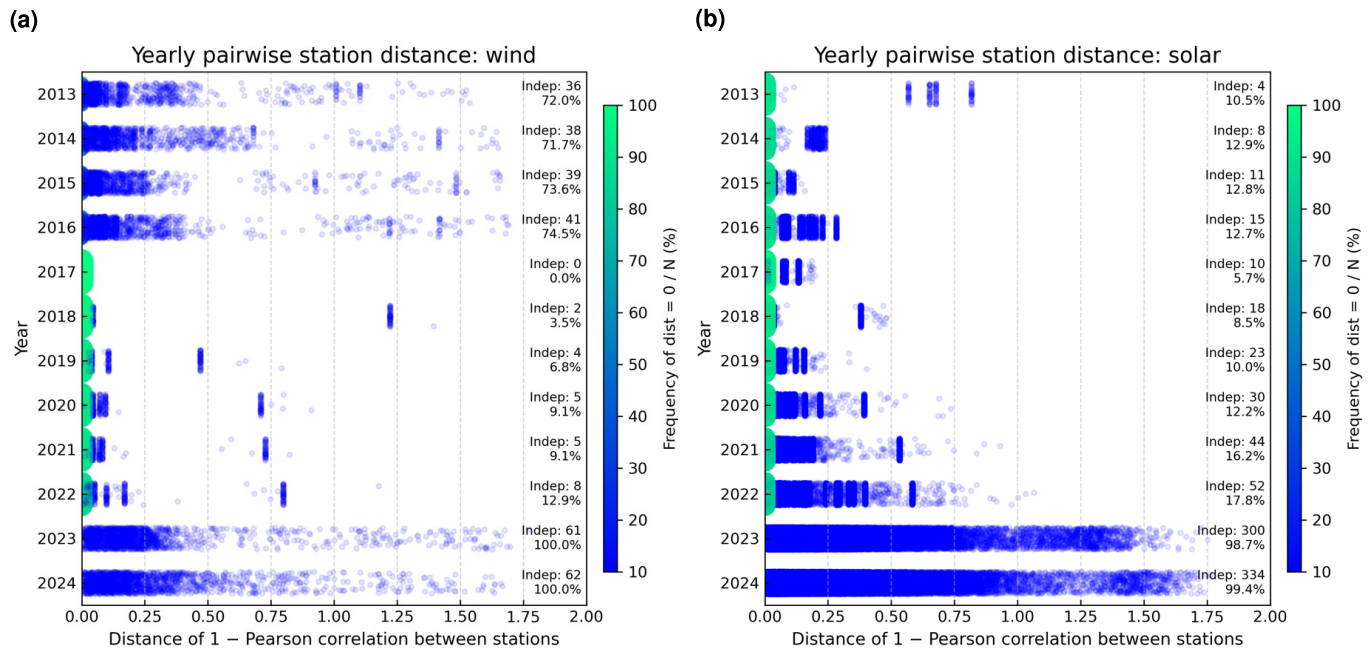 (a)
Yearly pairwise station distance: wind
Year
2013
2014
2015
2016
2017
2018
2019
2020
2021
2022
2023
2024
Indep: 36
72.0%
Indep: 38
71.7%
Indep: 39
73.6%
Indep: 41
74.5%
Indep: 0
0.0%
Indep: 2
3.5%
Indep: 4
6.8%
Indep: 5
9.1%
Indep: 5
9.1%
Indep: 8
12.9%
Indep: 61
100.0%
Indep: 62
100.0%
0.00 0.25 0.50 0.75 1.00 1.25 1.50 1.75 2.00
Distance of 1 − Pearson correlation between stations
100
90
80
70
60
50
40
30
20
10
Frequency of dist = 0 / N (%)
(b)
Yearly pairwise station distance: solar
Year
2013
2014
2015
2016
2017
2018
2019
2020
2021
2022
2023
2024
Indep: 4
10.5%
Indep: 8
12.9%
Indep: 11
12.8%
Indep: 15
12.7%
Indep: 10
5.7%
Indep: 18
8.5%
Indep: 23
10.0%
Indep: 30
12.2%
Indep: 44
16.2%
Indep: 52
17.8%
Indep: 300
98.7%
Indep: 334
99.4%
0.00 0.25 0.50 0.75 1.00 1.25 1.50 1.75 2.00
Distance of 1 − Pearson correlation between stations
100
90
80
70
60
50
40
30
20
10
Frequency of dist = 0 / N (%)